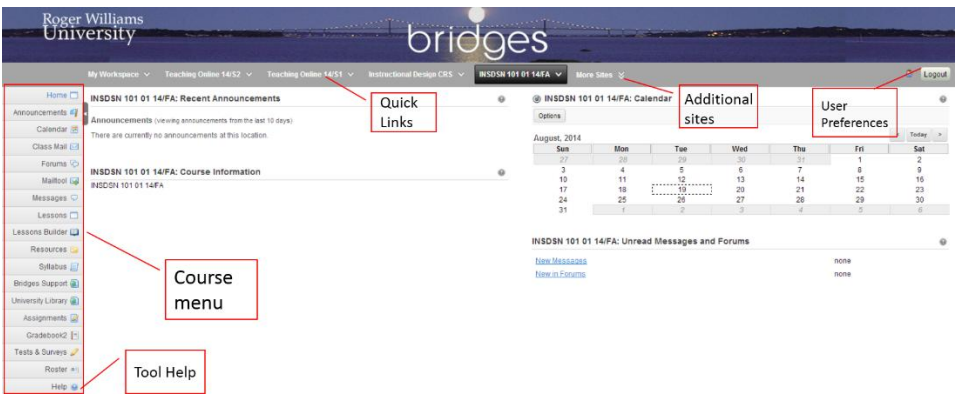 Roger Williams
University
bridges
My Workspace
Teaching Online 14/S2
Teaching Online 14/S1
Instructional Design CRS
INSDSN 101 01 14/FA
More Sites
Logout
Home
Announcements
Calendar
Class Mail
Forums
Mailtool
Messages
Lessons
Lessons Builder
Resources
Syllabus
Bridges Support
University Library
Assignments
Gradebook2
Tests & Surveys
Roster
Help
INSDSN 101 01 14/FA: Recent Announcements
Announcements (viewing announcements from the last 10 days)
There are currently no announcements at this location.
INSDSN 101 01 14/FA: Course Information
INSDSN 101 01 14/FA
Quick
Links
Course
menu
Tool Help
INSDSN 101 01 14/FA: Calendar
Additional
sites
User
Preferences
Options
August, 2014
Today >
Sun Mon Tue Wed Thu Fri Sat
27 28 29 30 31 1 2
3 4 5 6 7 8 9
10 11 12 13 14 15 16
17 18 19 20 21 22 23
24 25 26 27 28 29 30
31 1 2 3 4 5 6
INSDSN 101 01 14/FA: Unread Messages and Forums
New Messages none
New in Forums none